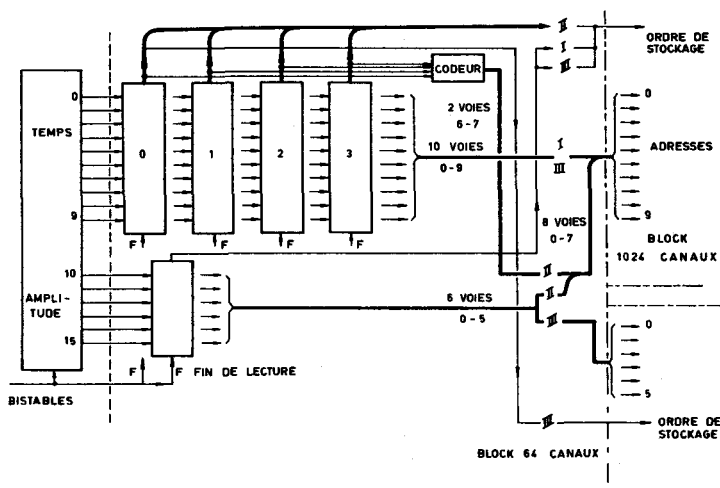 II
I
III
ORDRE DE
STOCKAGE
CODEUR
0
TEMPS
9
0
1
2
3
2 VOIES
6-7
10 VOIES
0-9
I
III
0
ADRESSES
9
BLOCK
1024 CANAUX
8 VOIES
0-7
F
F
F
F
10
AMPLI-
TUDE
15
II
II
III
6 VOIES
0-5
0
5
F
F FIN DE LECTURE
BISTABLES
III
ORDRE DE
STOCKAGE
BLOCK 64 CANAUX